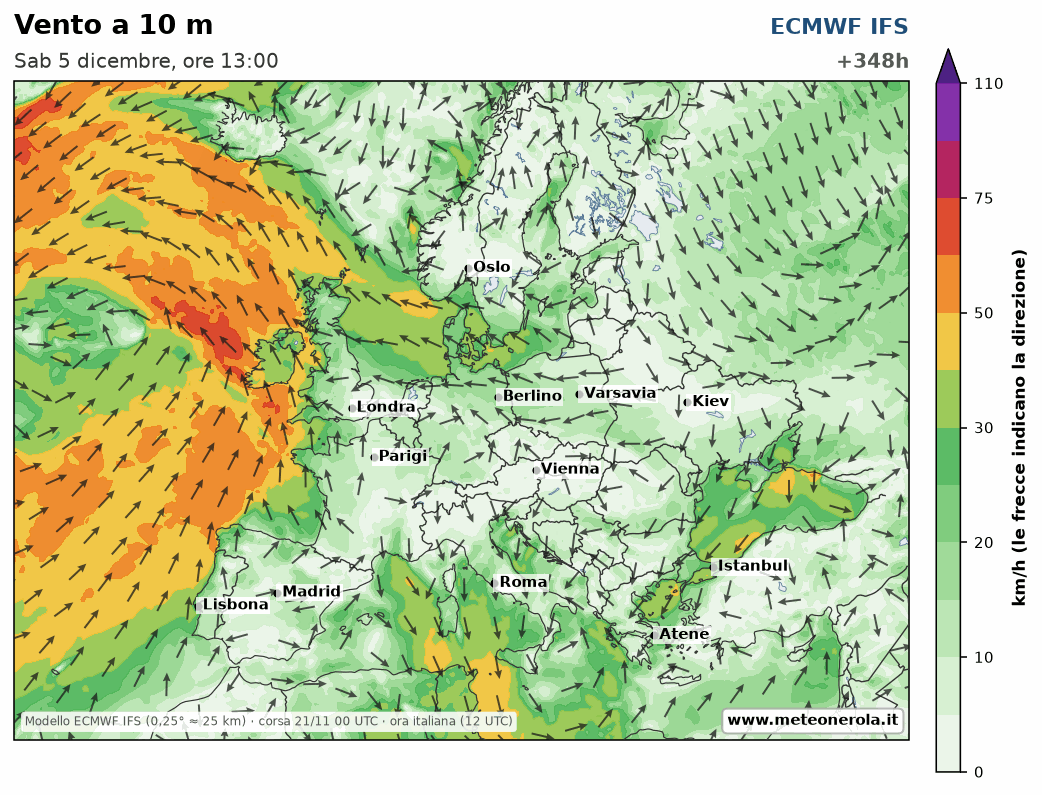 Vento a 10 m
ECMWF IFS
Sab 5 dicembre, ore 13:00
+348h
110
75
50
30
20
10
0
km/h (le frecce indicano la direzione)
Oslo
Londra
Berlino
Varsavia
Kiev
Parigi
Vienna
Istanbul
Roma
Madrid
Lisbona
Atene
Modello ECMWF IFS (0,25° ≈ 25 km) · corsa 21/11 00 UTC · ora italiana (12 UTC)
www.meteonerola.it